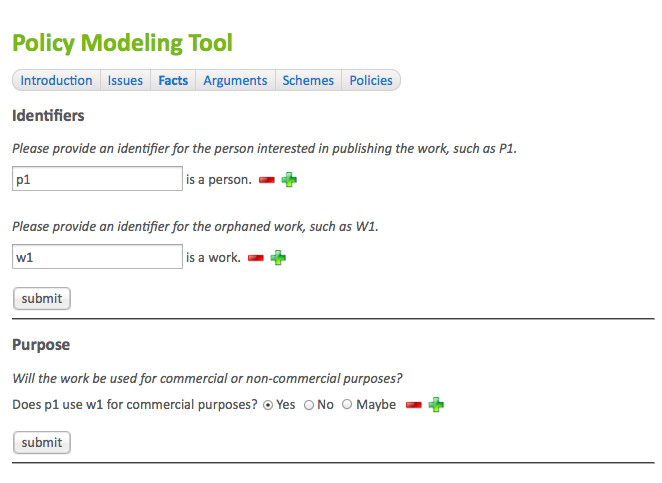 Policy Modeling Tool
Introduction Issues Facts Arguments Schemes Policies
Identifiers
Please provide an identifier for the person interested in publishing the work, such as P1.
p1 is a person.
Please provide an identifier for the orphaned work, such as W1.
w1 is a work.
submit
Purpose
Will the work be used for commercial or non-commercial purposes?
Does p1 use w1 for commercial purposes? Yes No Maybe
submit